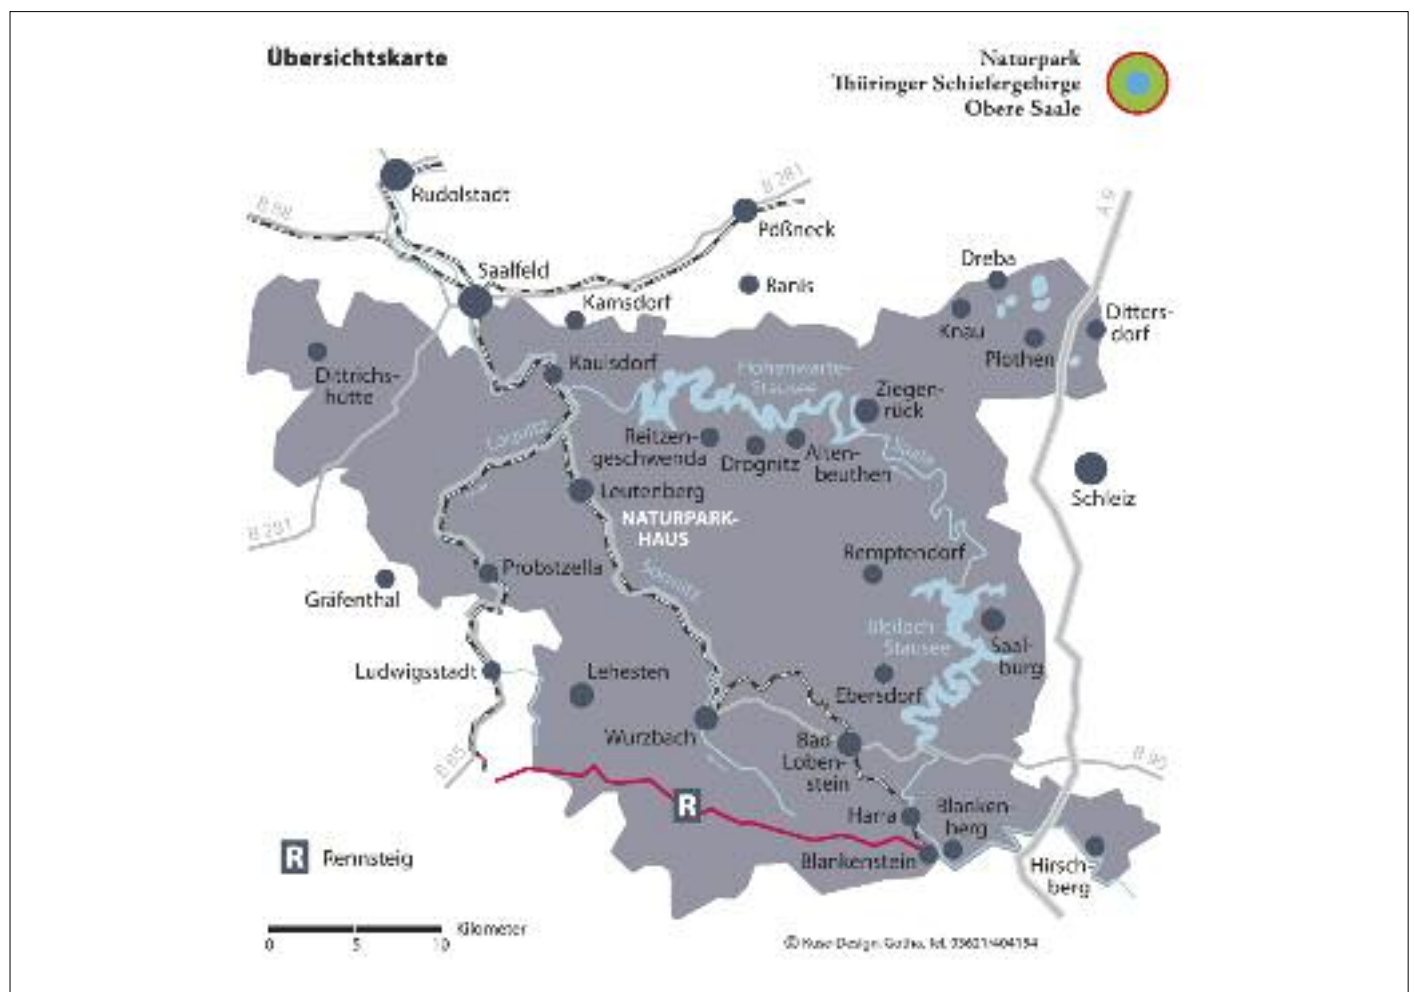 Übersichtskarte
Naturpark
Thüringer Schiefergebirge
Obere Saale
Rudolstadt
B 281
A 9
B 88
Pößneck
Dreba
Saalfeld
Ranis
Kamsdorf
Ditters-
dorf
Knau
Plothen
Kaulsdorf
Hohenwarte-
Stausee
Dittrichs-
hütte
Ziegen-
rück
Loquitz
Reitzen-
geschwenda
Drognitz
Alten-
beuthen
Saale
Leutenberg
Schleiz
NATURPARK-
HAUS
B 281
Remptendorf
Probstzella
Sormitz
Gräfenthal
Bleiloch-
Stausee
Saal-
burg
Ludwigsstadt
Lehesten
Ebersdorf
Wurzbach
Bad
Loben-
stein
B 85
B 90
R
Harra
Blanken-
berg
R
Rennsteig
Blankenstein
Hirsch-
berg
Kilometer
0
5
10